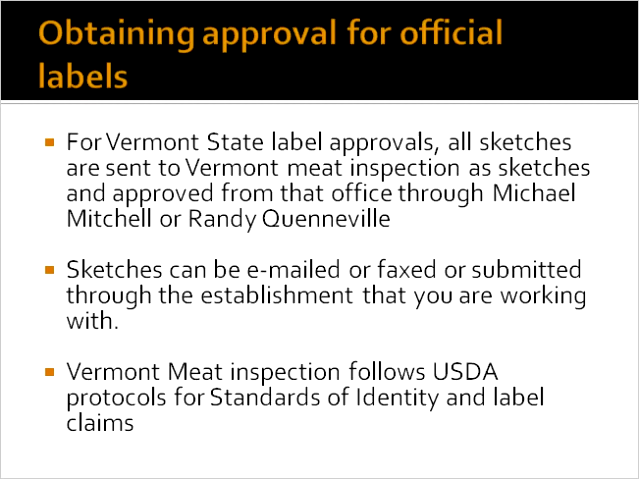 Obtaining approval for official
labels
For Vermont State label approvals, all sketches
are sent to Vermont meat inspection as sketches
and approved from that office through Michael
Mitchell or Randy Quenneville
Sketches can be e-mailed or faxed or submitted
through the establishment that you are working
with.
Vermont Meat inspection follows USDA
protocols for Standards of Identity and label
claims